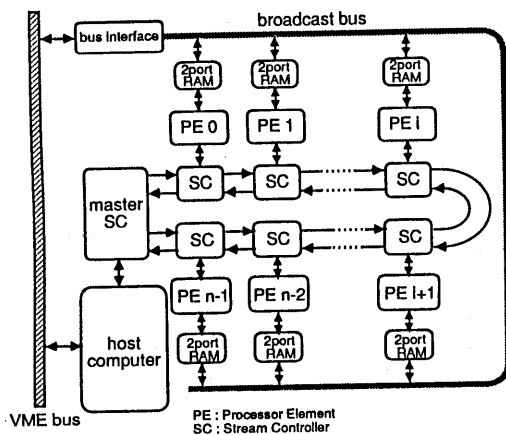 broadcast bus
bus interface
2port RAM
2port RAM
2port RAM
PE 0
PE 1
PE i
SC
SC
SC
master SC
SC
SC
SC
PE n-1
PE n-2
PE i+1
host computer
2port RAM
2port RAM
2port RAM
VME bus
PE : Processor Element
SC : Stream Controller